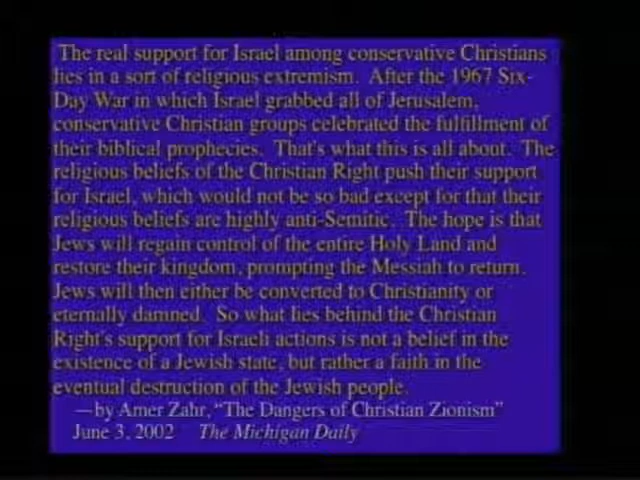 The real support for Israel among conservative Christians
lies in a sort of religious extremism. After the 1967 Six-
Day War in which Israel grabbed all of Jerusalem,
conservative Christian groups celebrated the fulfillment of
their biblical prophecies. That's what this is all about. The
religious beliefs of the Christian Right push their support
for Israel, which would not be so bad except for that their
religious beliefs are highly anti-Semitic. The hope is that
Jews will regain control of the entire Holy Land and
restore their kingdom, prompting the Messiah to return.
Jews will then either be converted to Christianity or
eternally damned. So what lies behind the Christian
Right's support for Israeli actions is not a belief in the
existence of a Jewish state, but rather a faith in the
eventual destruction of the Jewish people.
—by Amer Zahr, “The Dangers of Christian Zionism”
June 3, 2002 The Michigan Daily